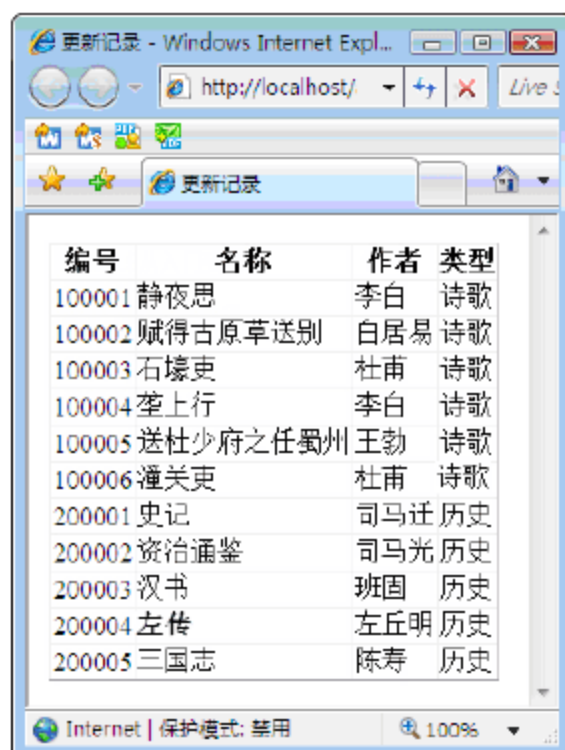 更新记录 - Windows Internet Expl...
http://localhost/
Live s
更新记录
编号 名称 作者 类型
100001 静夜思 李白 诗歌
100002 赋得古原草送别 白居易 诗歌
100003 石壕吏 杜甫 诗歌
100004 垄上行 李白 诗歌
100005 送杜少府之任蜀州 王勃 诗歌
100006 潼关吏 杜甫 诗歌
200001 史记 司马迁 历史
200002 资治通鉴 司马光 历史
200003 汉书 班固 历史
200004 左传 左丘明 历史
200005 三国志 陈寿 历史
Internet | 保护模式: 禁用 100%